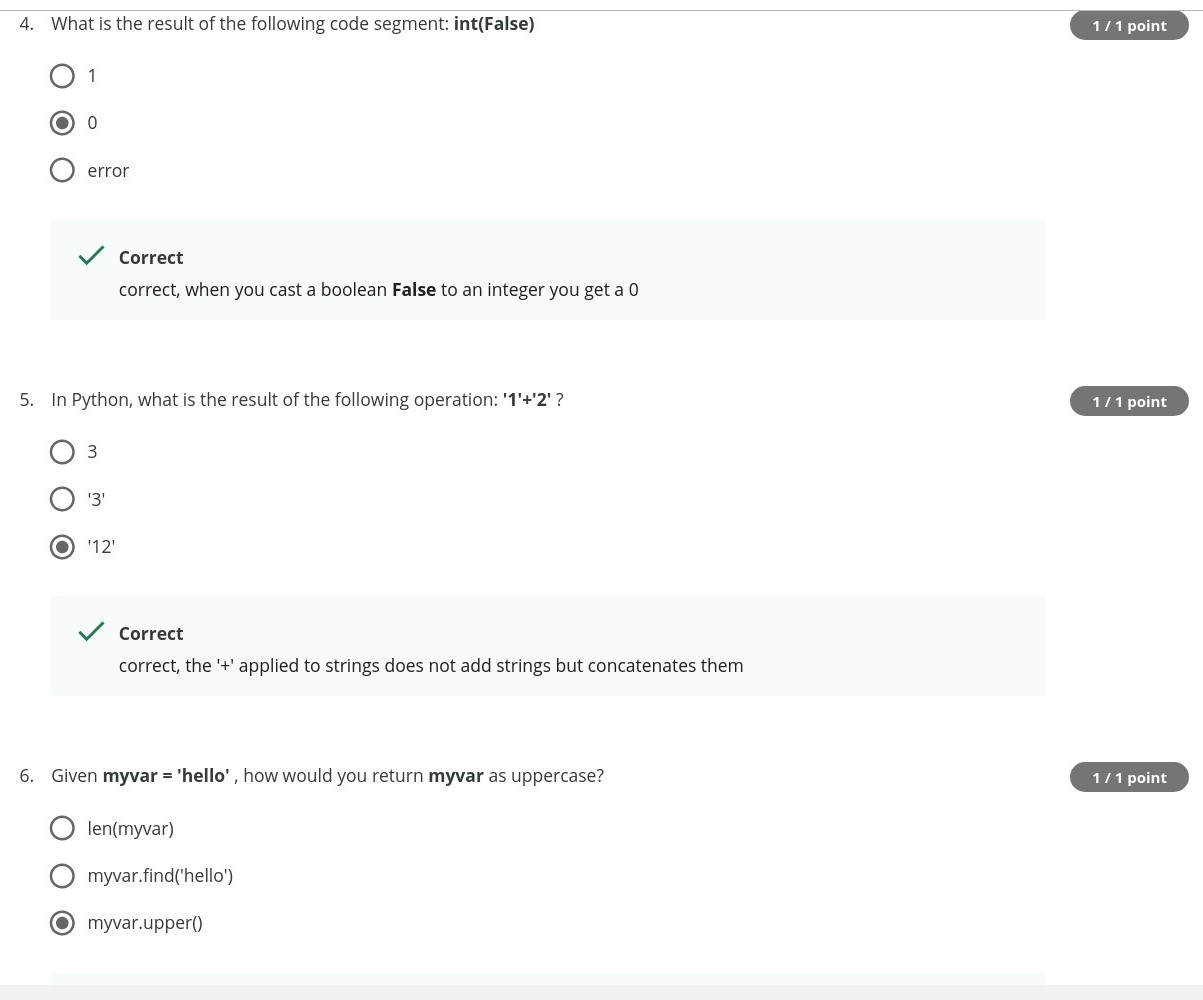 4. What is the result of the following code segment: int(False)
1 / 1 point
1
0
error
Correct
correct, when you cast a boolean False to an integer you get a 0
5. In Python, what is the result of the following operation: '1'+'2' ?
1 / 1 point
3
'3'
'12'
Correct
correct, the '+' applied to strings does not add strings but concatenates them
6. Given myvar = 'hello' , how would you return myvar as uppercase?
1 / 1 point
len(myvar)
myvar.find('hello')
myvar.upper()